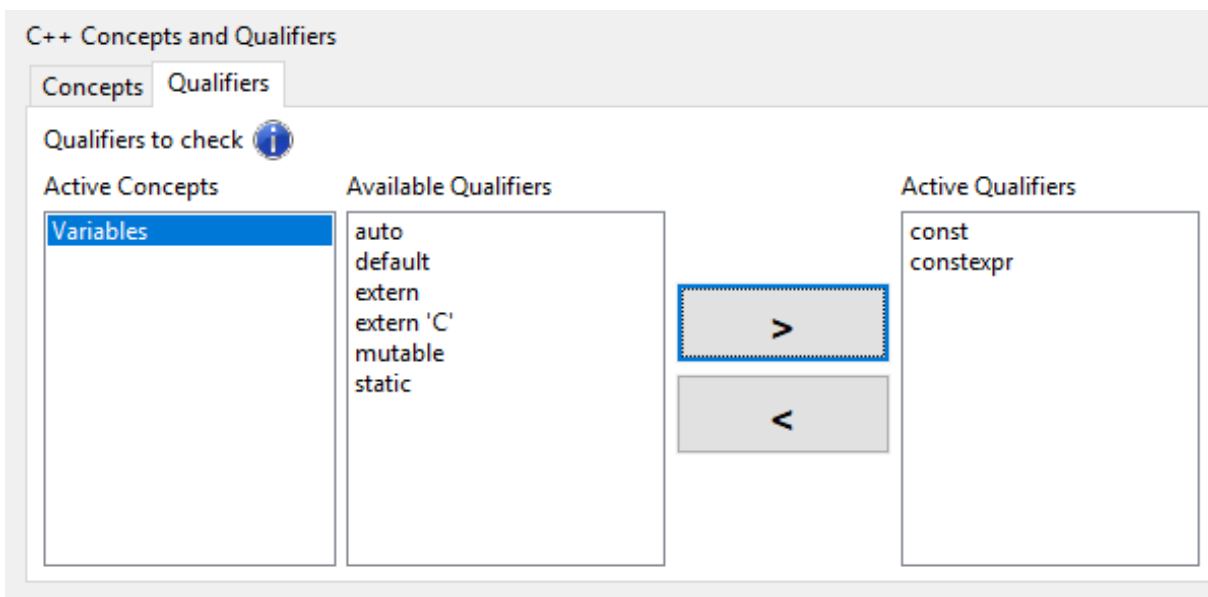 C++ Concepts and Qualifiers
Concepts
Qualifiers
Qualifiers to check
Active Concepts
Variables
Available Qualifiers
auto
default
extern
extern 'C'
mutable
static
>
<
Active Qualifiers
const
constexpr